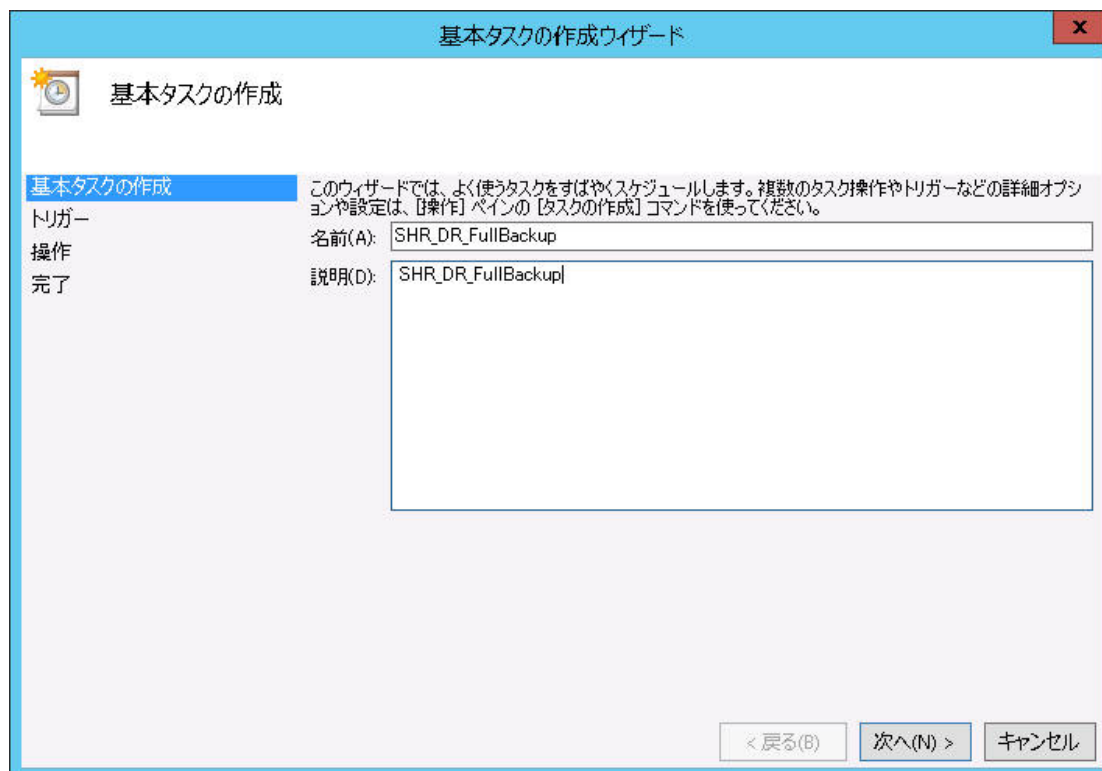 基本タスクの作成ウィザード
x
基本タスクの作成
基本タスクの作成
トリガー
操作
完了
このウィザードでは、よく使うタスクをすばやくスケジュールします。複数のタスク操作やトリガーなどの詳細オプシ
ョンや設定は、[操作] ペインの [タスクの作成] コマンドを使ってください。
名前(A): SHR_DR_FullBackup
説明(D): SHR_DR_FullBackup
< 戻る(B) 次へ(N) > キャンセル